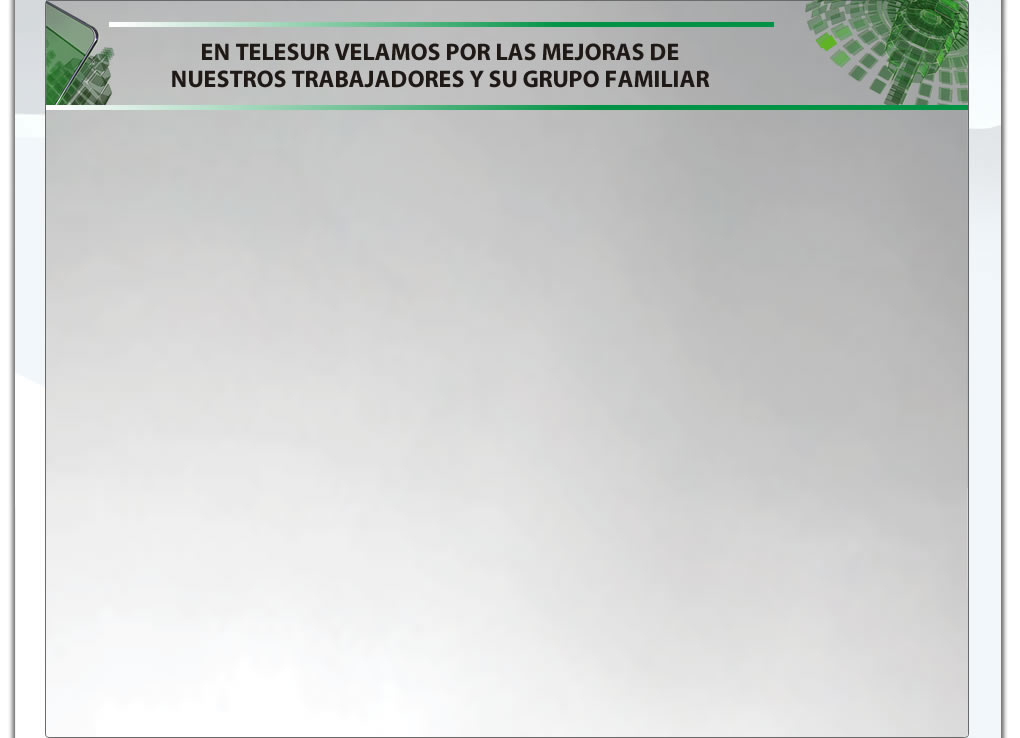 EN TELESUR VELAMOS POR LAS MEJORAS DE
NUESTROS TRABAJADORES Y SU GRUPO FAMILIAR